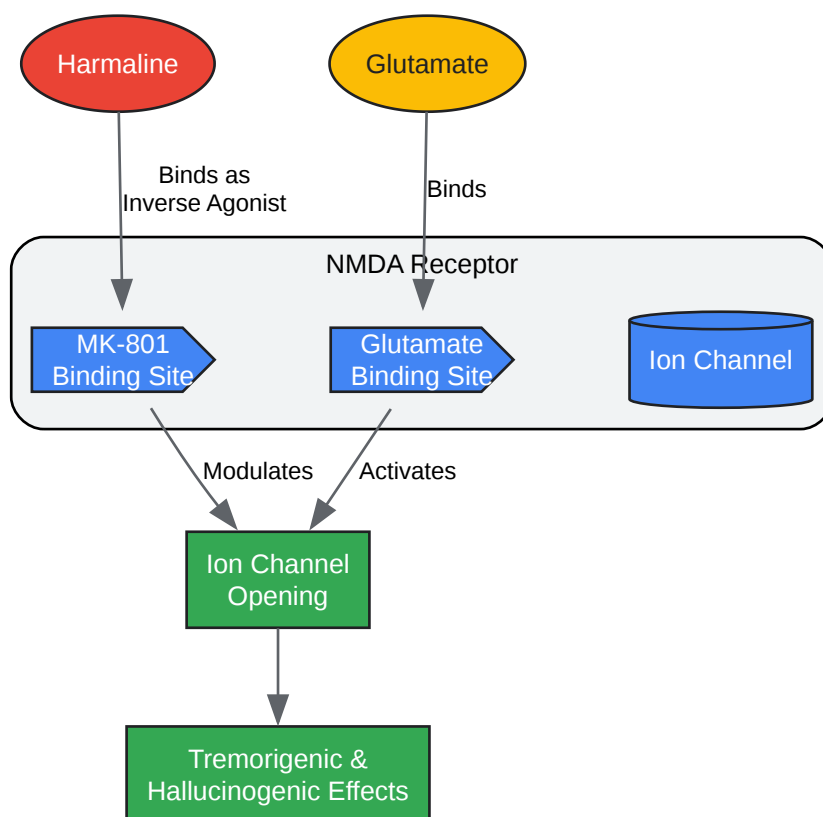 Harmaline
Glutamate
Binds as
Inverse Agonist
Binds
NMDA Receptor
MK-801
Binding Site
Glutamate
Binding Site
Ion Channel
Modulates
Activates
Ion Channel
Opening
Tremorigenic &
Hallucinogenic Effects